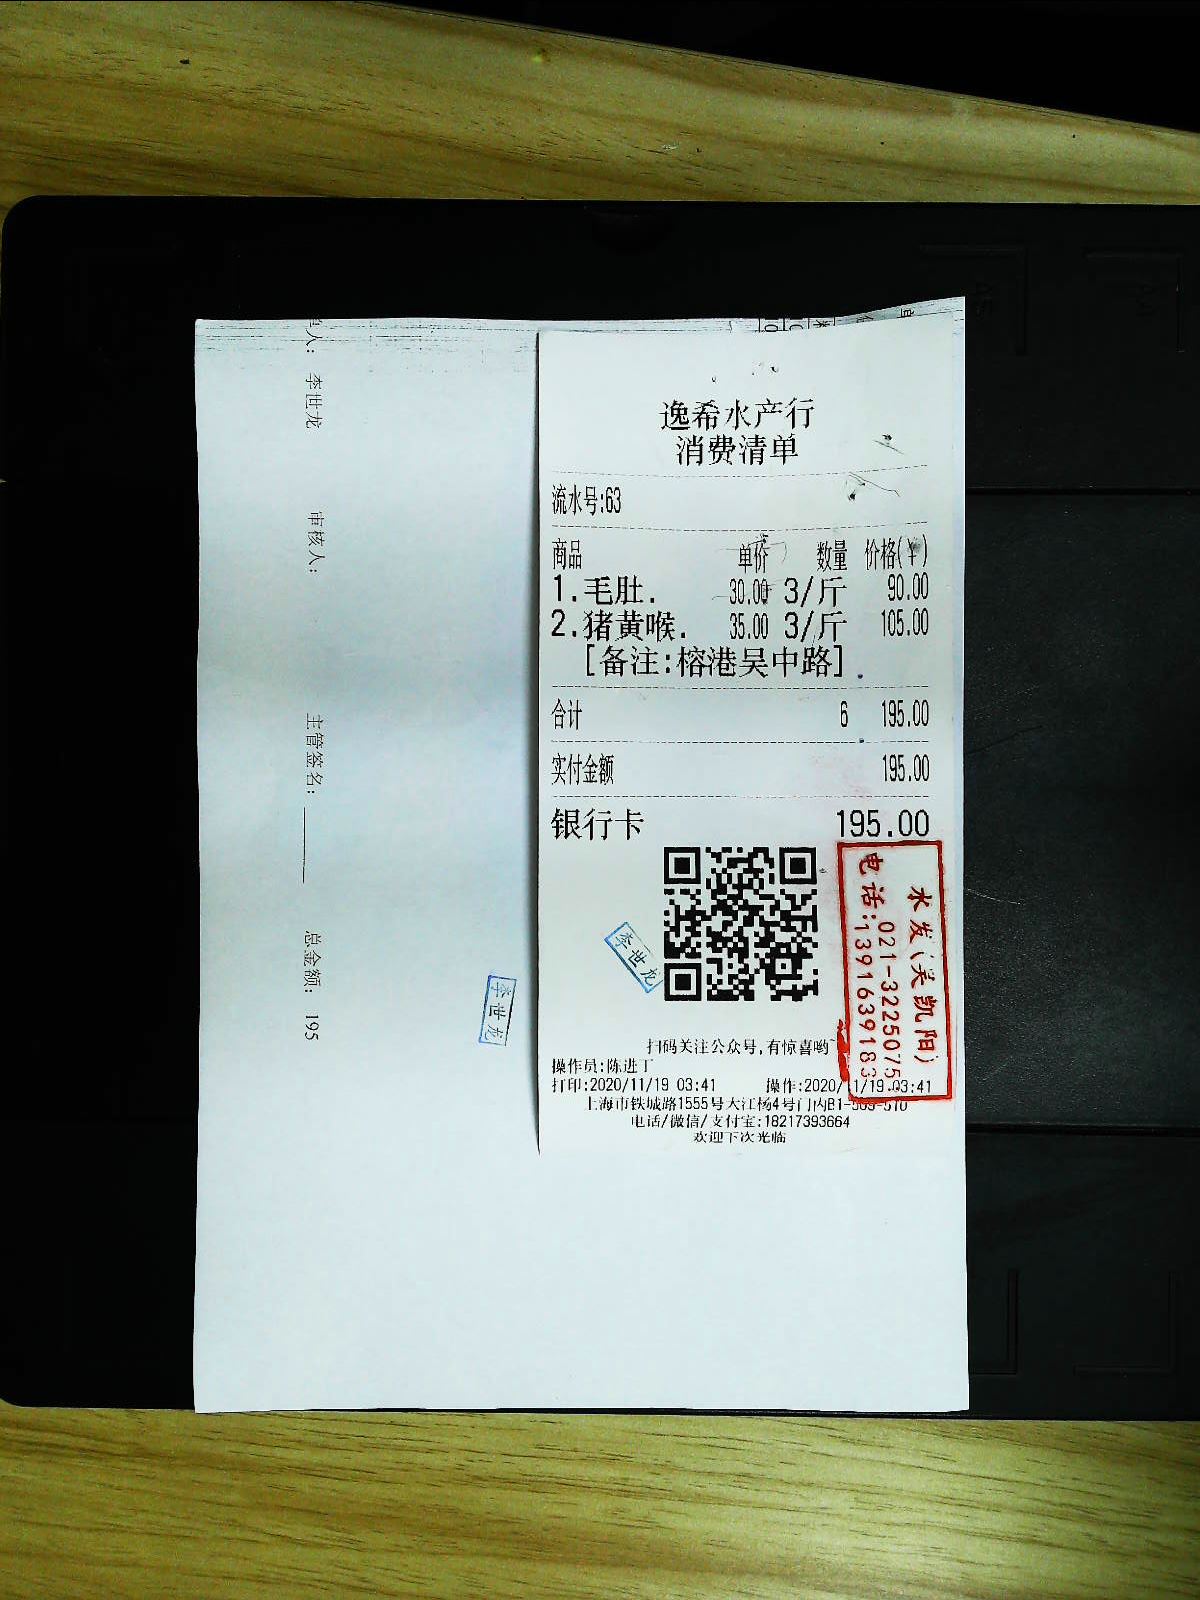 逸希水产行
消费清单
流水号:63
商品 单价 数量 价格(¥)
1.毛肚. 30.00 3/斤 90.00
2.猪黄喉. 35.00 3/斤 105.00
[备注:榕港吴中路]
合计 6 195.00
实付金额 195.00
银行卡 195.00
李世龙
水发(关凯阳)
021-3225075
电话:1391639183
扫码关注公众号,有惊喜哟~
操作员:陈进丁
打印:2020/11/19 03:41 操作:2020/11/19 03:41
上海市铁城路1555号大江杨4号门内B1-509-510
电话/微信/支付宝:18217393664
欢迎下次光临
人: 李世龙 审核人: 主管签名: 总金额: 195
李世龙